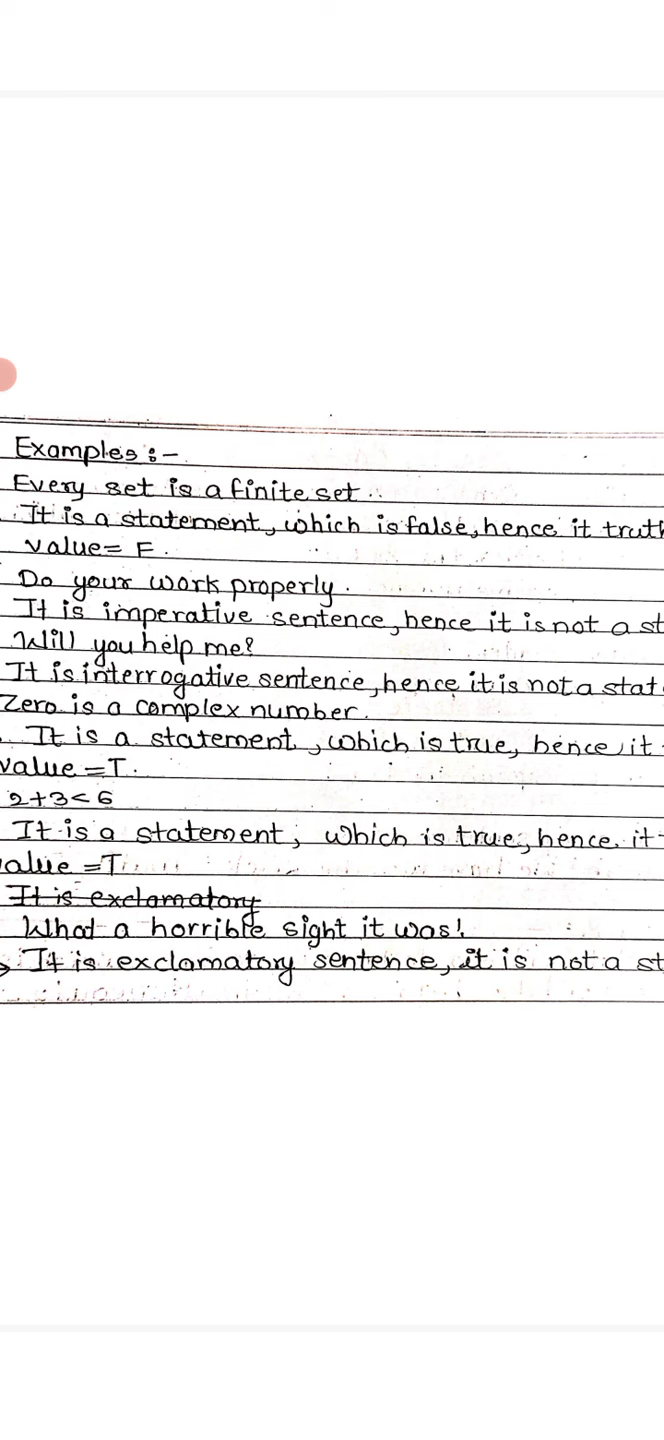 Examples :-
Every set is a finite set.
It is a statement, which is false, hence it truth
value = F.
Do your work properly.
It is imperative sentence, hence it is not a st
Will you help me?
It is interrogative sentence, hence it is not a stat
Zero is a complex number.
It is a statement, which is true, hence it
value = T.
2+3<6
It is a statement, which is true, hence it
value = T
It is exclamatory
What a horrible sight it was!
→ It is exclamatory sentence, it is not a st